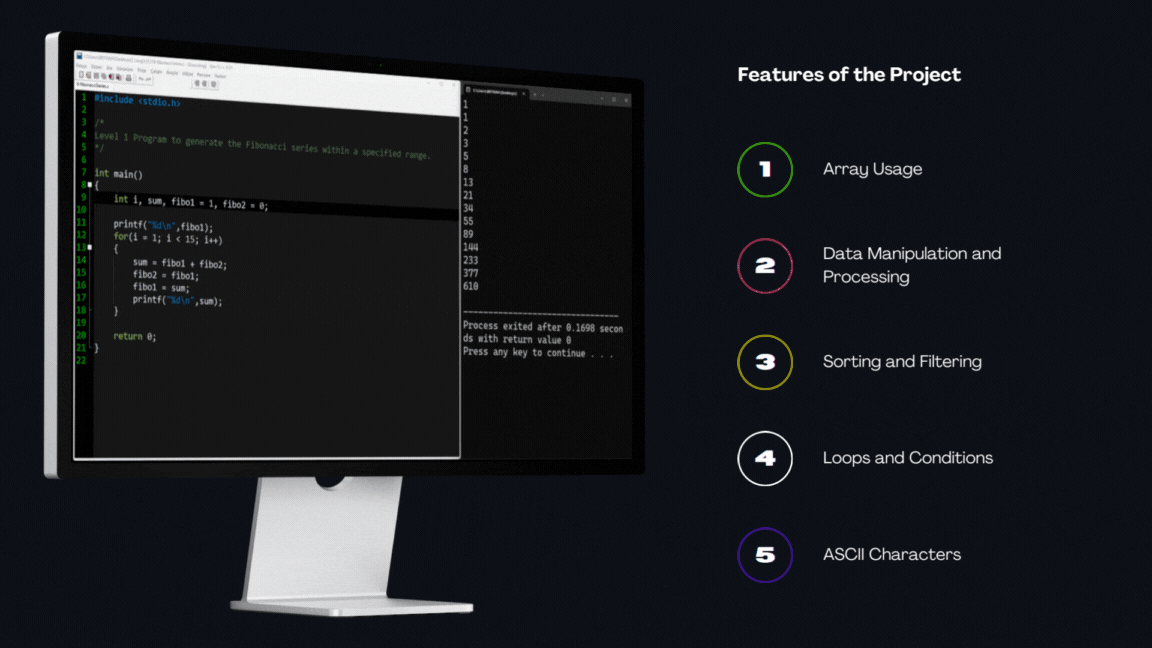 #include <stdio.h>
/*
Level 1 Program to generate the Fibonacci series within a specified range.
*/
int main()
{
int i, sum, fibo1 = 1, fibo2 = 0;
printf("%d\n",fibo1);
for(i = 1; i < 15; i++)
{
sum = fibo1 + fibo2;
fibo2 = fibo1;
fibo1 = sum;
printf("%d\n",sum);
}
return 0;
}
1
2
3
4
5
6
7
8
9
10
11
12
13
14
15
16
17
18
19
20
21
22
1
1
2
3
5
8
13
21
34
55
89
144
233
377
610
Process exited after 0.1698 secon
ds with return value 0
Press any key to continue . . .
Features of the Project
1 Array Usage
2 Data Manipulation and
Processing
3 Sorting and Filtering
4 Loops and Conditions
5 ASCII Characters